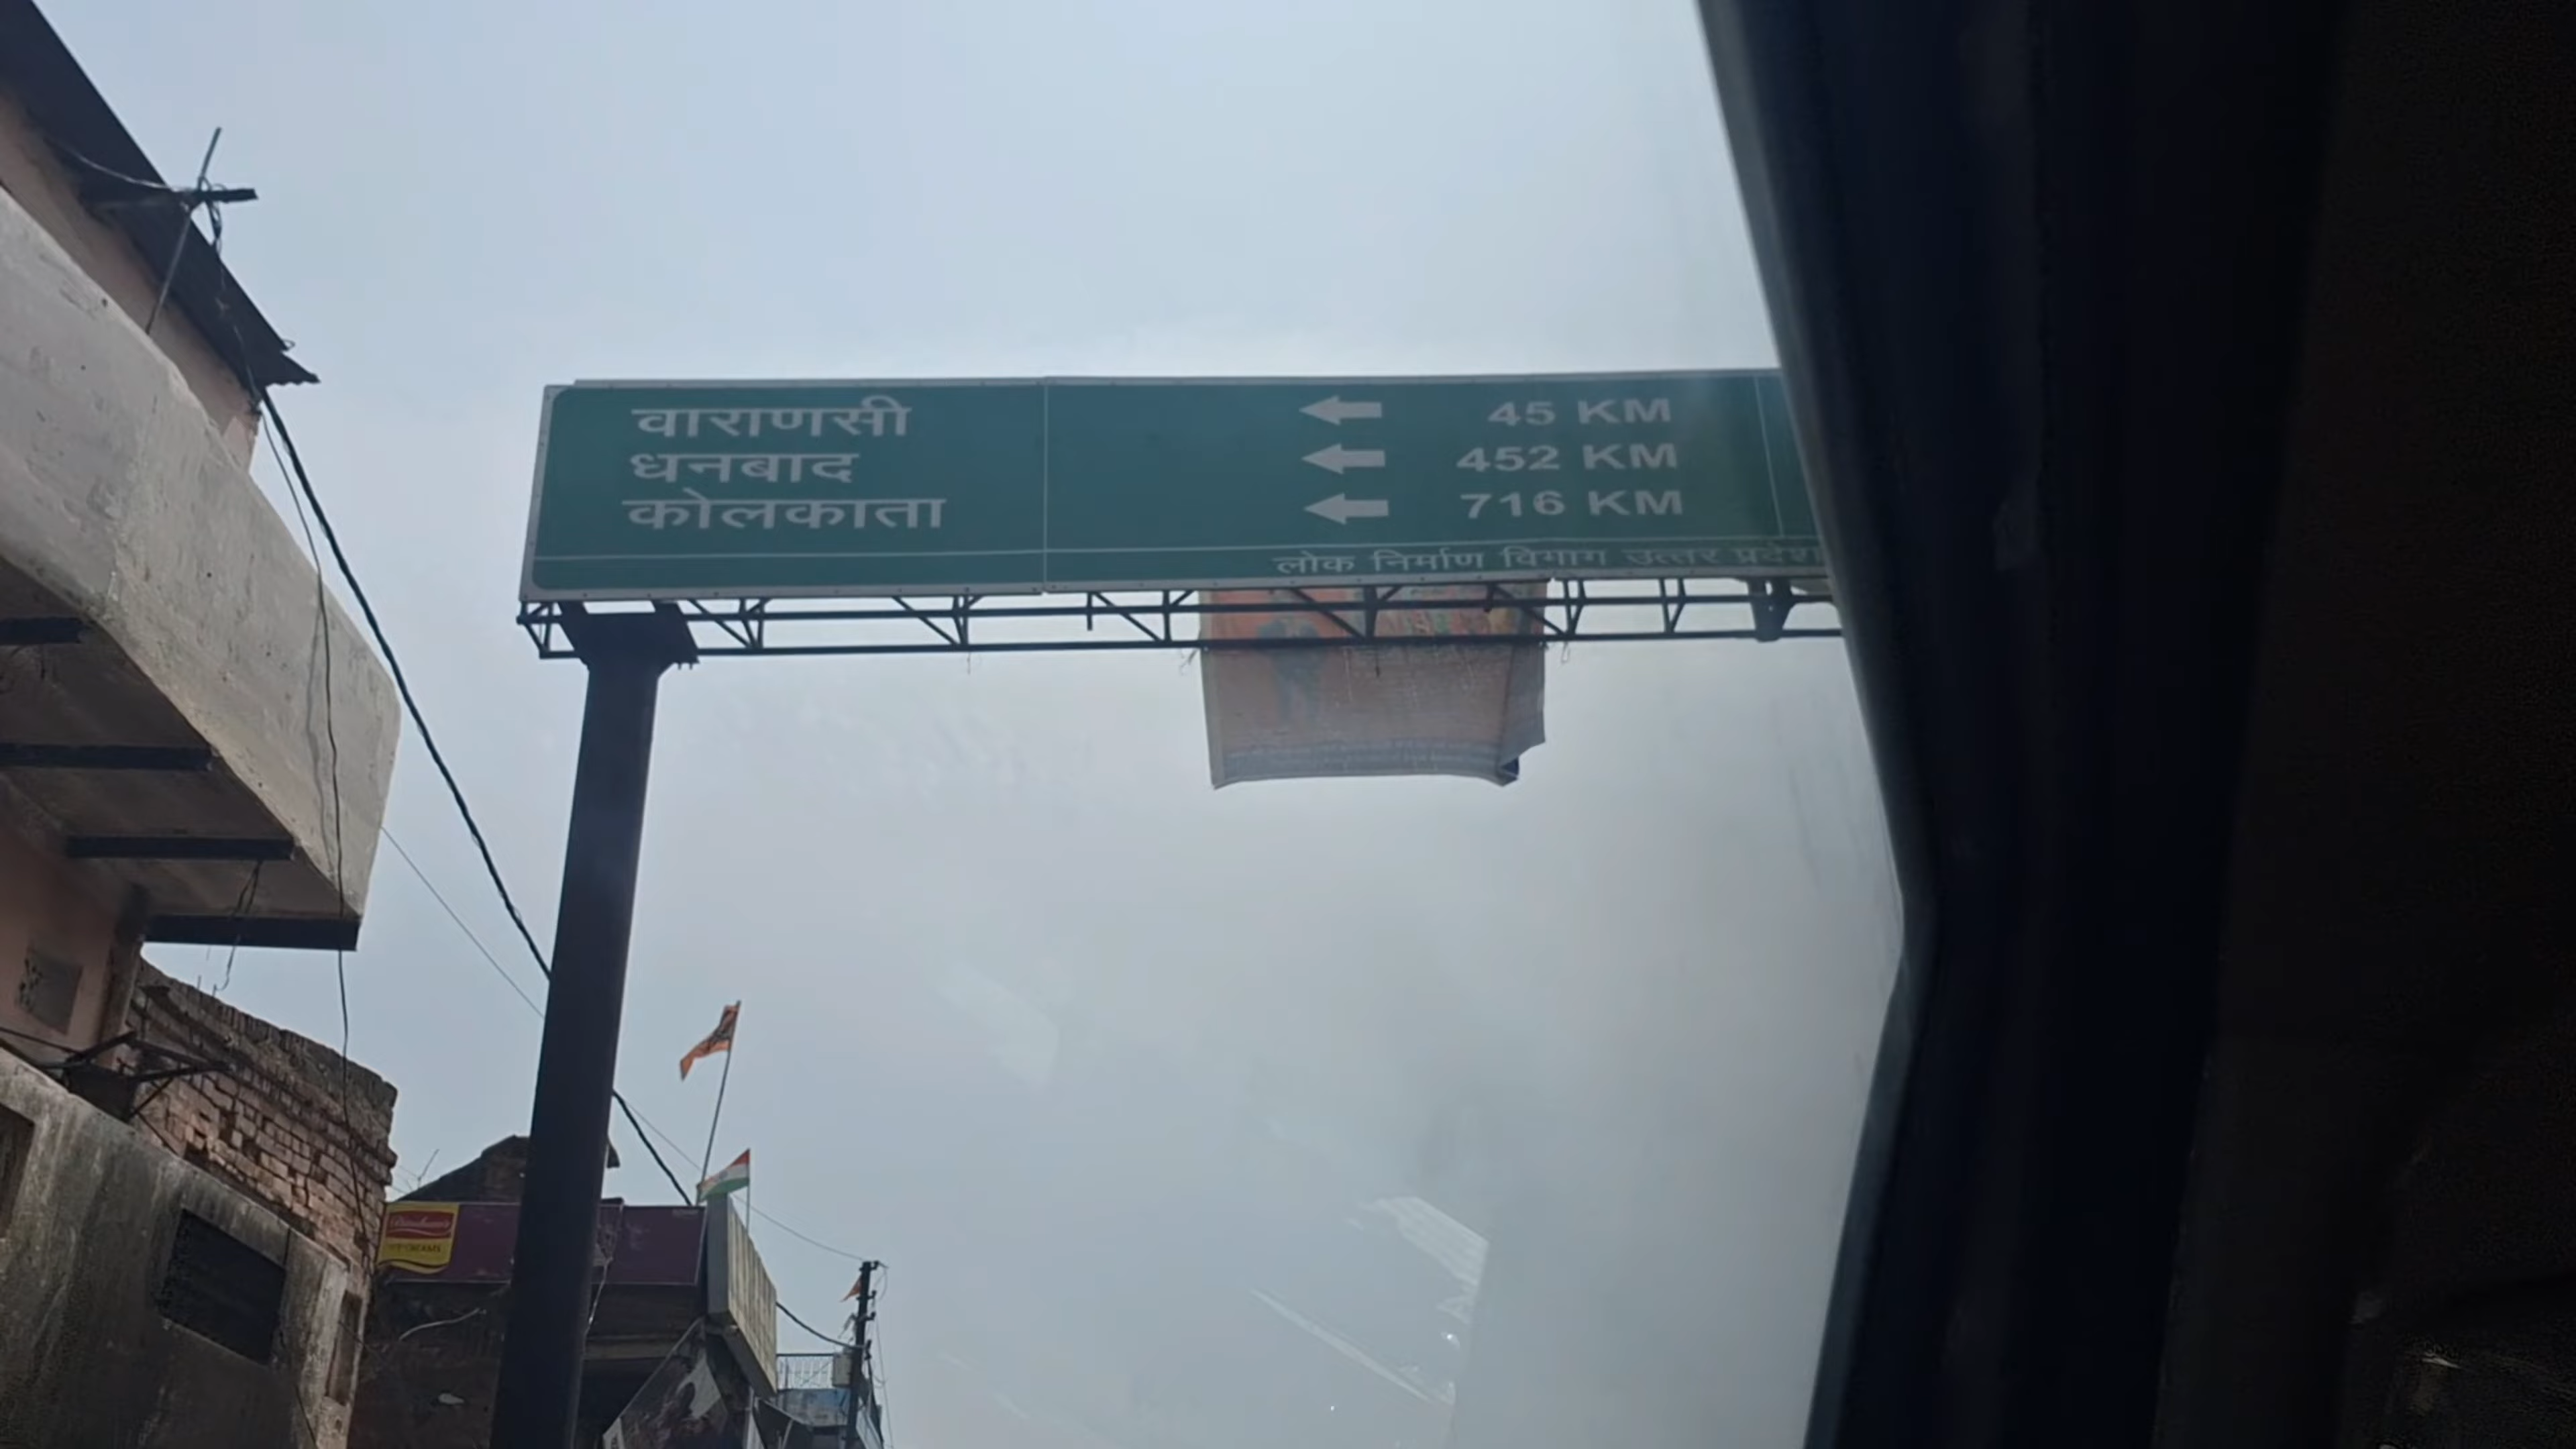 वाराणसी ← 45 KM
धनबाद ← 452 KM
कोलकाता ← 716 KM
लोक निर्माण विभाग उत्तर प्रदेश